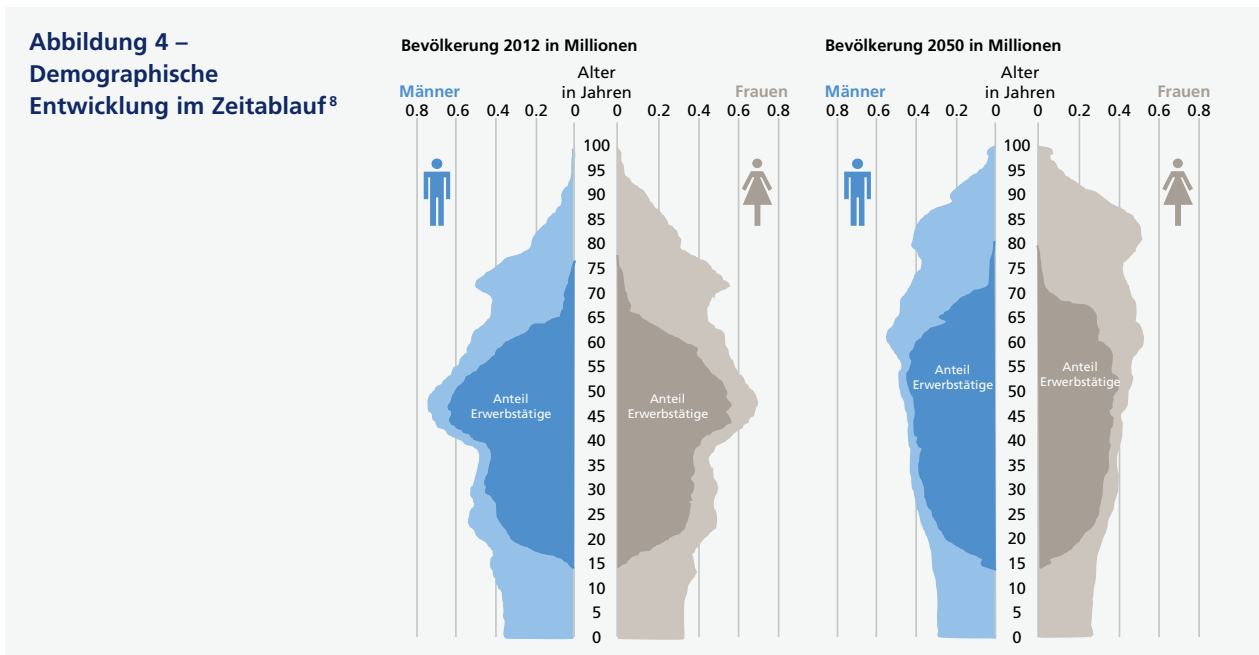 Abbildung 4 –
Demographische
Entwicklung im Zeitablauf 8
Bevölkerung 2012 in Millionen
Männer
Alter
in Jahren
Frauen
0.8 0.6 0.4 0.2 0 0 0.2 0.4 0.6 0.8
100
95
90
85
80
75
70
65
60
55
50
45
40
35
30
25
20
15
10
5
0
Anteil
Erwerbstätige
Anteil
Erwerbstätige
Bevölkerung 2050 in Millionen
Männer
Alter
in Jahren
Frauen
0.8 0.6 0.4 0.2 0 0 0.2 0.4 0.6 0.8
100
95
90
85
80
75
70
65
60
55
50
45
40
35
30
25
20
15
10
5
0
Anteil
Erwerbstätige
Anteil
Erwerbstätige